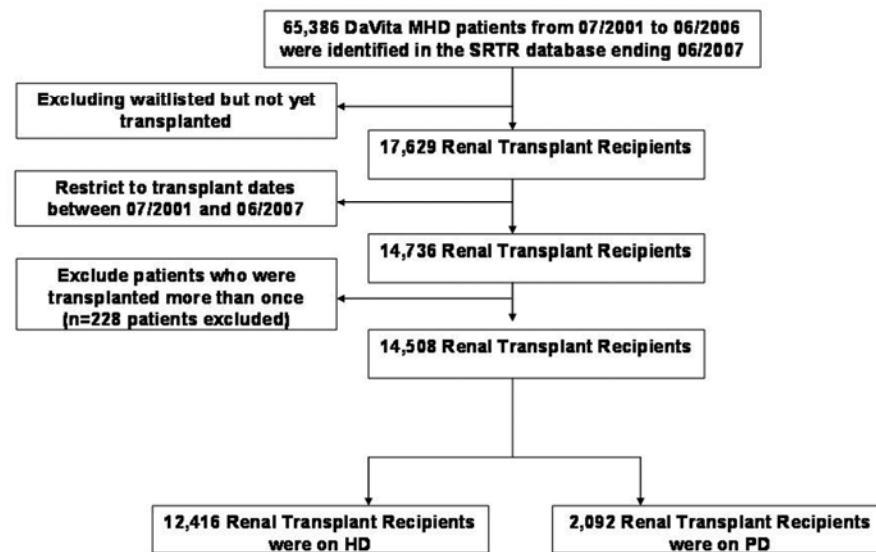 65,386 DaVita MHD patients from 07/2001 to 06/2006
were identified in the SRTR database ending 06/2007
Excluding waitlisted but not yet
transplanted
17,629 Renal Transplant Recipients
Restrict to transplant dates
between 07/2001 and 06/2007
14,736 Renal Transplant Recipients
Exclude patients who were
transplanted more than once
(n=228 patients excluded)
14,508 Renal Transplant Recipients
12,416 Renal Transplant Recipients
were on HD
2,092 Renal Transplant Recipients
were on PD